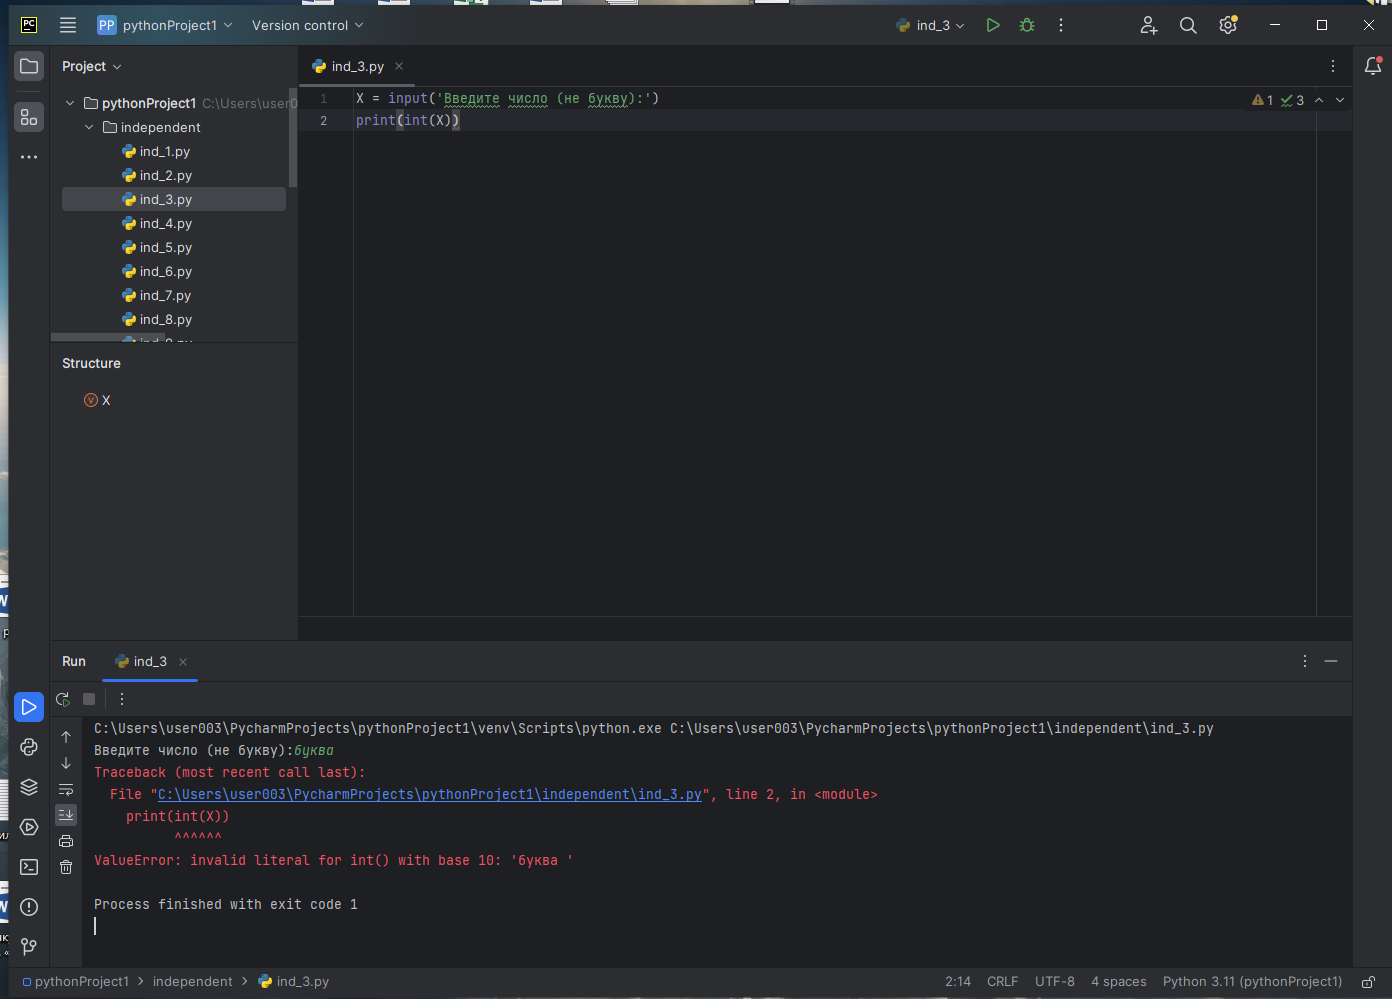 PC
PP pythonProject1 Version control ind_3
Project
pythonProject1 C:\Users\user0
independent
ind_1.py
ind_2.py
ind_3.py
ind_4.py
ind_5.py
ind_6.py
ind_7.py
ind_8.py
Structure
V X
ind_3.py
1 X = input('Введите число (не букву):')
2 print(int(X))
1 3
Run ind_3
C:\Users\user003\PycharmProjects\pythonProject1\venv\Scripts\python.exe C:\Users\user003\PycharmProjects\pythonProject1\independent\ind_3.py
Введите число (не букву):буква
Traceback (most recent call last):
File "C:\Users\user003\PycharmProjects\pythonProject1\independent\ind_3.py", line 2, in <module>
print(int(X))
^^^^^^
ValueError: invalid literal for int() with base 10: 'буква '
Process finished with exit code 1
pythonProject1 > independent > ind_3.py
2:14 CRLF UTF-8 4 spaces Python 3.11 (pythonProject1)